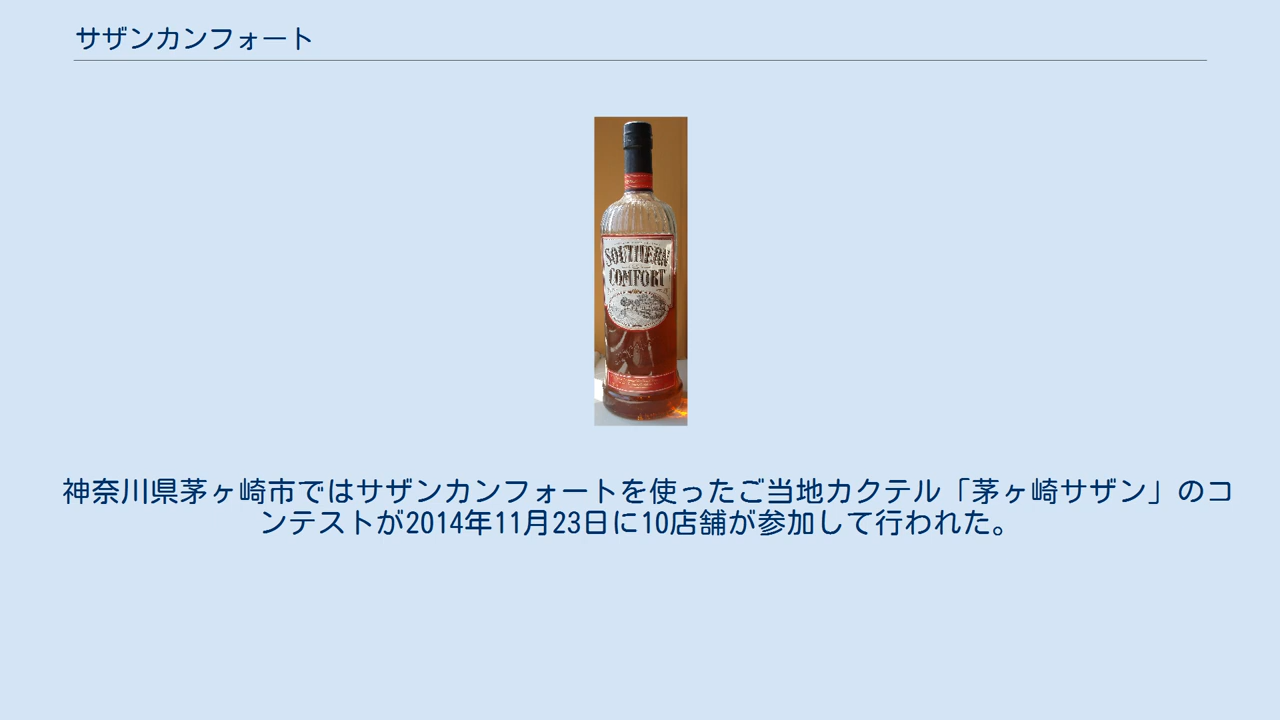 サザンカンフォート
SOUTHERN
COMFORT
神奈川県茅ヶ崎市ではサザンカンフォートを使ったご当地カクテル「茅ヶ崎サザン」のコ
ンテストが2014年11月23日に10店舗が参加して行われた。